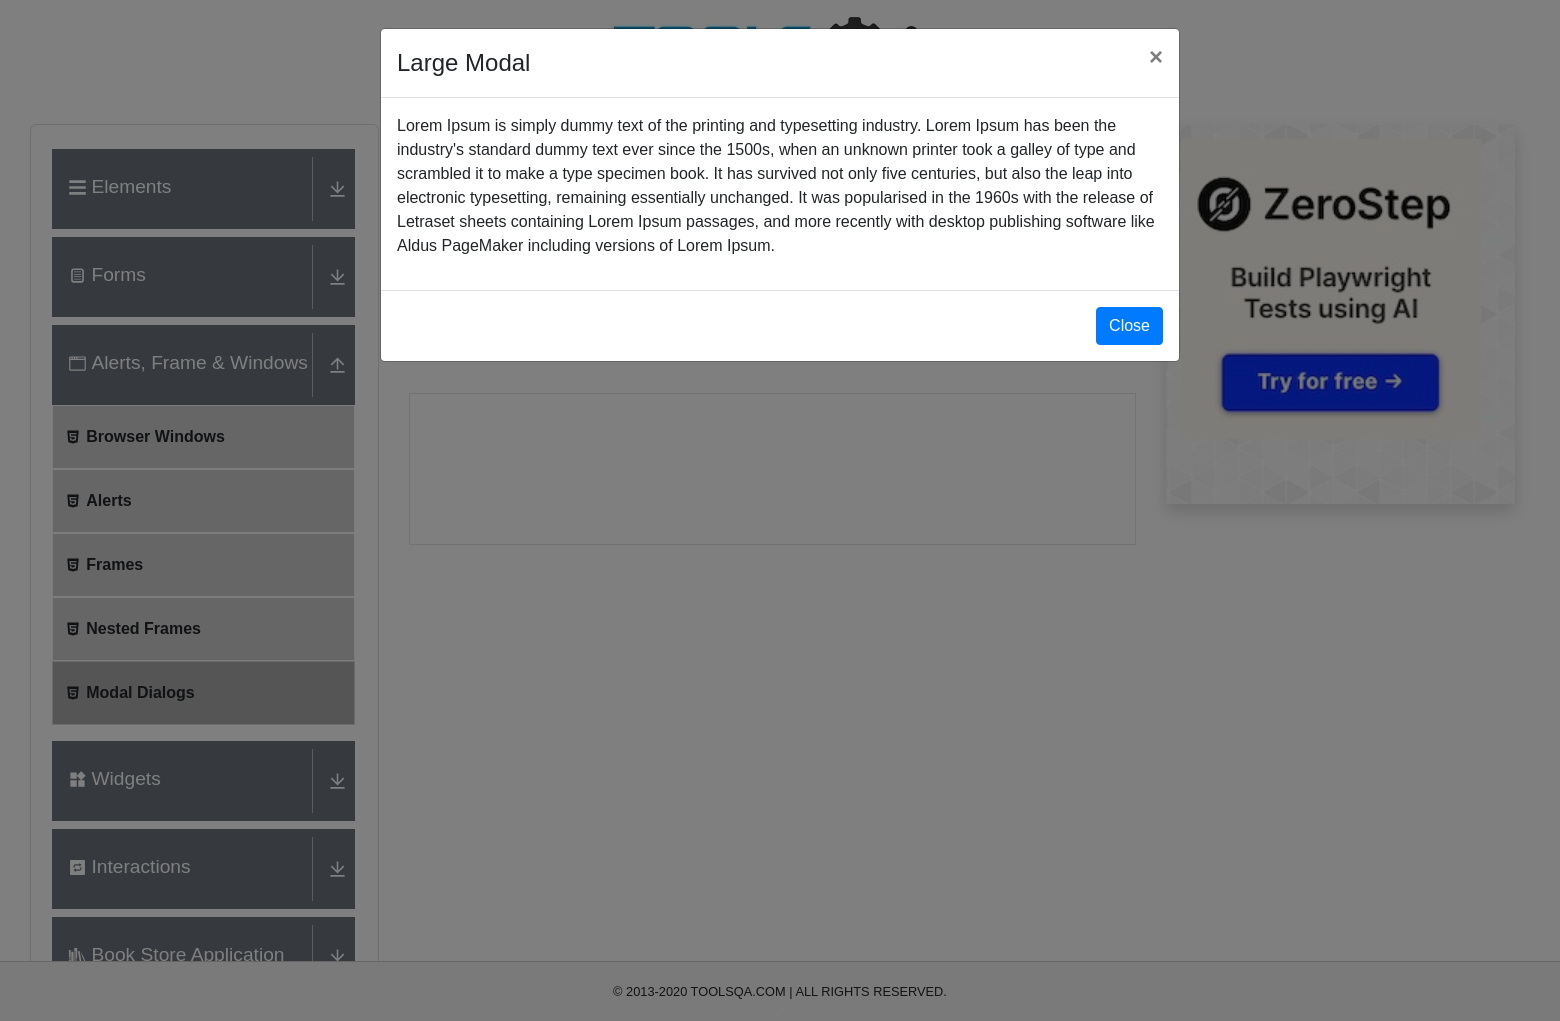 Large Modal
×
Lorem Ipsum is simply dummy text of the printing and typesetting industry. Lorem Ipsum has been the
industry's standard dummy text ever since the 1500s, when an unknown printer took a galley of type and
scrambled it to make a type specimen book. It has survived not only five centuries, but also the leap into
electronic typesetting, remaining essentially unchanged. It was popularised in the 1960s with the release of
Letraset sheets containing Lorem Ipsum passages, and more recently with desktop publishing software like
Aldus PageMaker including versions of Lorem Ipsum.
Close
Elements
Forms
Alerts, Frame & Windows
Browser Windows
Alerts
Frames
Nested Frames
Modal Dialogs
Widgets
Interactions
Book Store Application
ZeroStep
Build Playwright
Tests using AI
Try for free →
© 2013-2020 TOOLSQA.COM | ALL RIGHTS RESERVED.